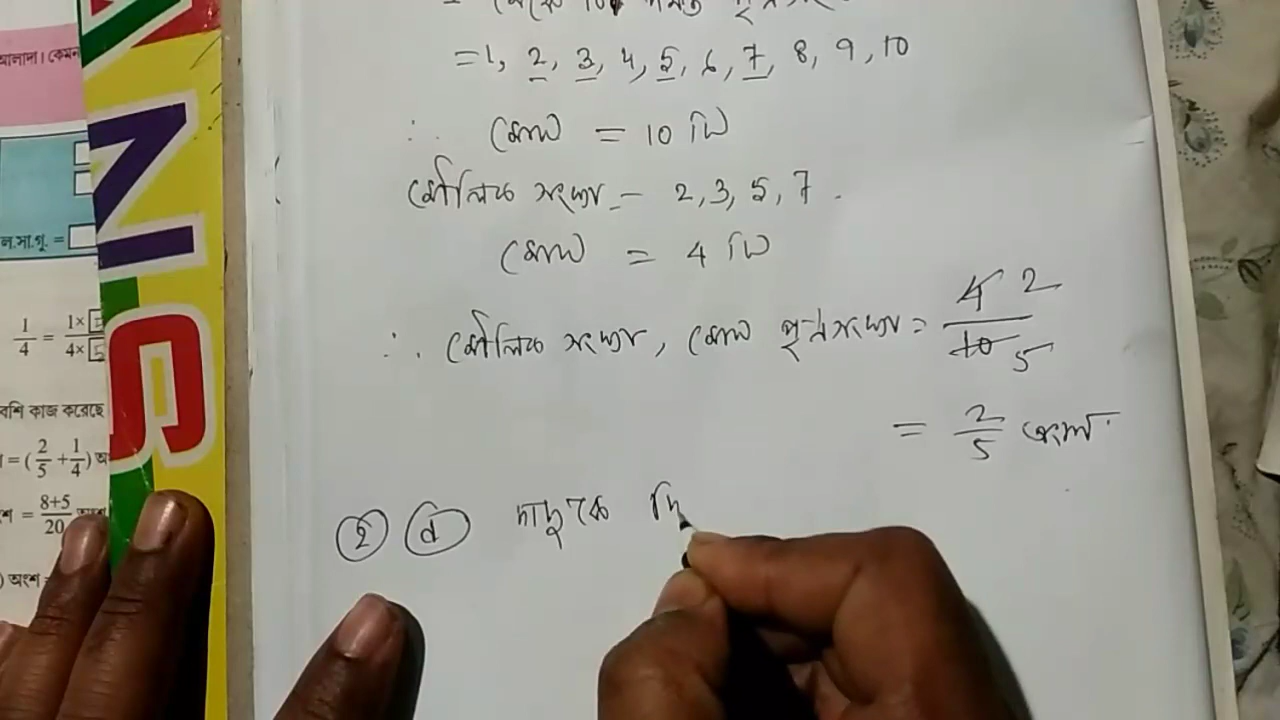 = 1, 2, 3, 4, 5, 6, 7, 8, 9, 10
∴ মোট = 10 টি
মৌলিক সংখ্যা = 2, 3, 5, 7.
মোট = 4 টি
∴ মৌলিক সংখ্যা, মোট পূর্ণসংখ্যা = 4/10 2 5
= 2/5 অংশ
2 d দাদুকে দি
আলাদা। কেমন
ল.সা.গু. =
1/4 = 1×5/4×5
বেশি কাজ করেছে
= (2/5 + 1/4) অ
= 8+5/20 অংশ
) অংশ =